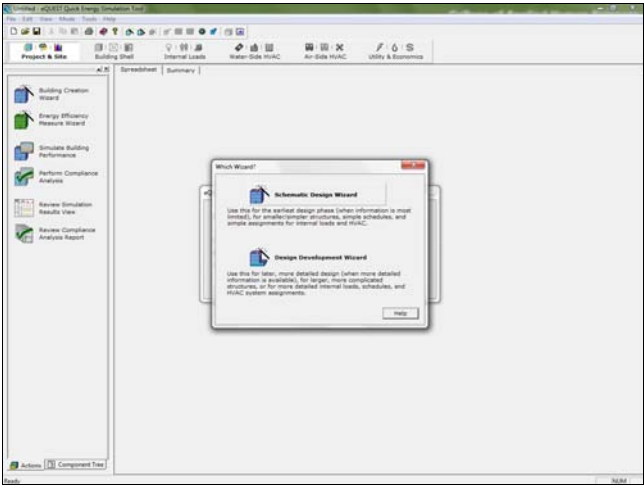 Untitled - eQUEST Quick Energy Simulation Tool
File Edit View Mode Tools Help
Project & Site
Building Shell
Internal Loads
Water-Side HVAC
Air-Side HVAC
Utility & Economics
Spreadsheet
Summary
Building Creation
Wizard
Energy Efficiency
Measure Wizard
Simulate Building
Performance
Perform Compliance
Analysis
Review Simulation
Results View
Review Compliance
Analysis Report
Which Wizard?
Schematic Design Wizard
Use this for the earliest design phase (when information is most
limited), for smaller/simpler structures, simple schedules, and
simple assignments for internal loads and HVAC.
Design Development Wizard
Use this for later, more detailed design (when more detailed
information is available), for larger, more complicated
structures, or for more detailed internal loads, schedules, and
HVAC system assignments.
Help
Actions
Component Tree
Ready
NUM